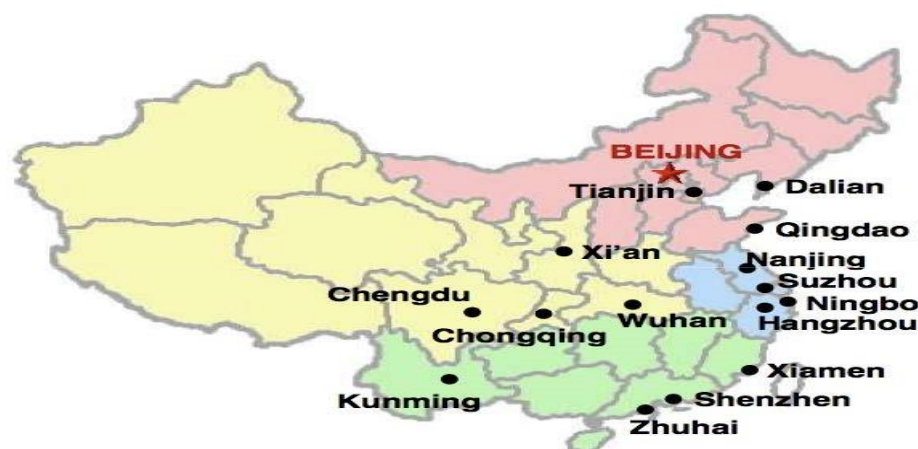 BEIJING
Tianjin
Dalian
Qingdao
Xi'an
Nanjing
Suzhou
Chengdu
Ningbo
Wuhan
Hangzhou
Chongqing
Xiamen
Kunming
Shenzhen
Zhuhai